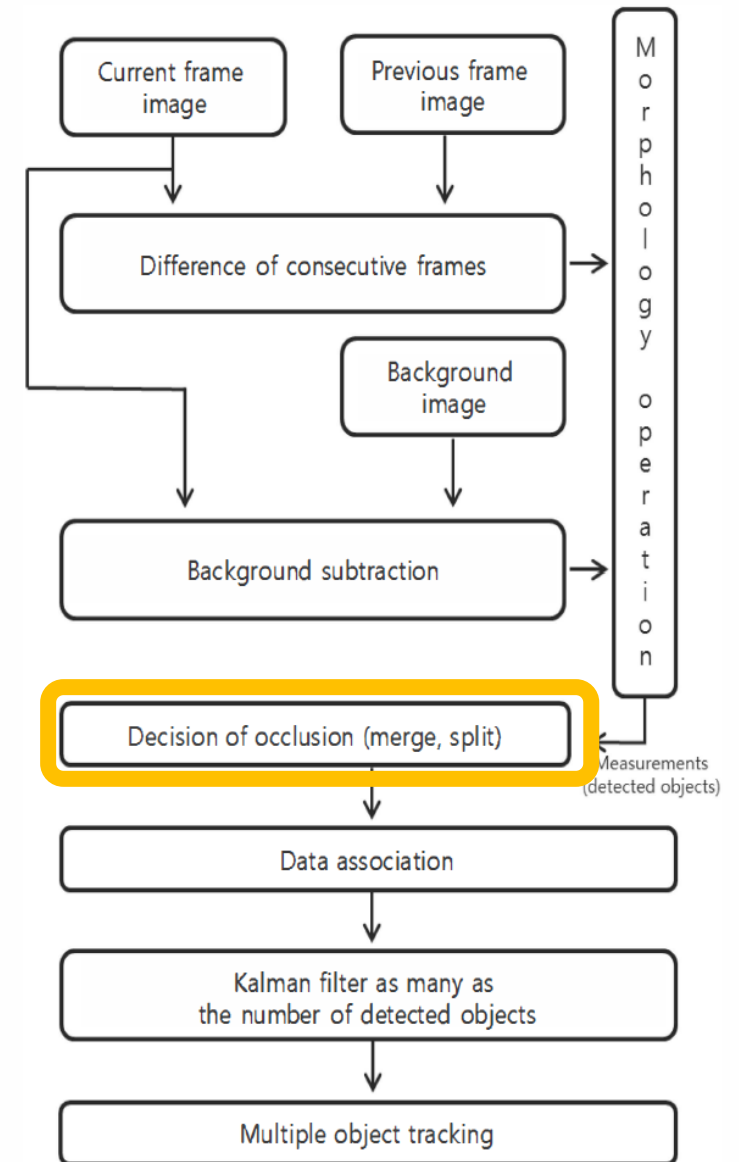 Current frame
image
Previous frame
image
Morphology operation
Difference of consecutive frames
Background
image
Background subtraction
Decision of occlusion (merge, split)
Measurements
(detected objects)
Data association
Kalman filter as many as
the number of detected objects
Multiple object tracking